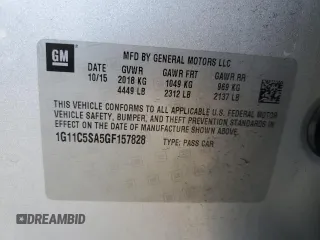 GM
MFD BY GENERAL MOTORS LLC
DATE GVWR GAWR FRT GAWR RR
10/15 2018 KG 1049 KG 969 KG
4449 LB 2312 LB 2137 LB
THIS VEHICLE CONFORMS TO ALL APPLICABLE U.S. FEDERAL MOTOR
VEHICLE SAFETY, BUMPER, AND THEFT PREVENTION STANDARDS
IN EFFECT ON THE DATE OF MANUFACTURE SHOWN ABOVE.
1G11C5SA5GF157828 TYPE: PASS CAR